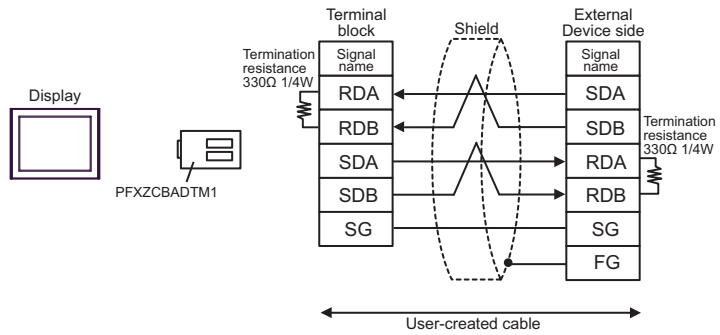 Terminal
block
Shield
External
Device side
Termination
resistance
330Ω 1/4W
Signal
name
Signal
name
Display
RDA
SDA
RDB
SDB
Termination
resistance
330Ω 1/4W
SDA
RDA
PFXZCBADTM1
SDB
RDB
SG
SG
FG
User-created cable